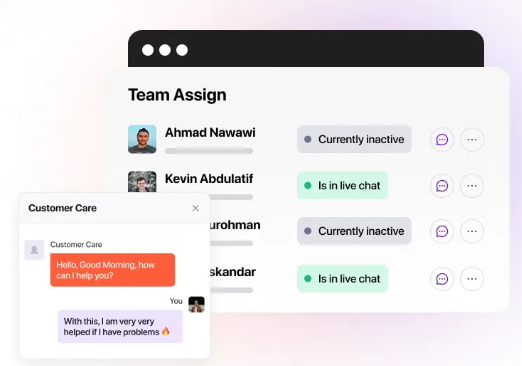 Team Assign
Ahmad Nawawi
Currently inactive
Kevin Abdulatif
Is in live chat
urohman
Currently inactive
skandar
Is in live chat
Customer Care
Customer Care
Hello, Good Morning, how
can I help you?
You
With this, I am very very
helped if I have problems 🔥